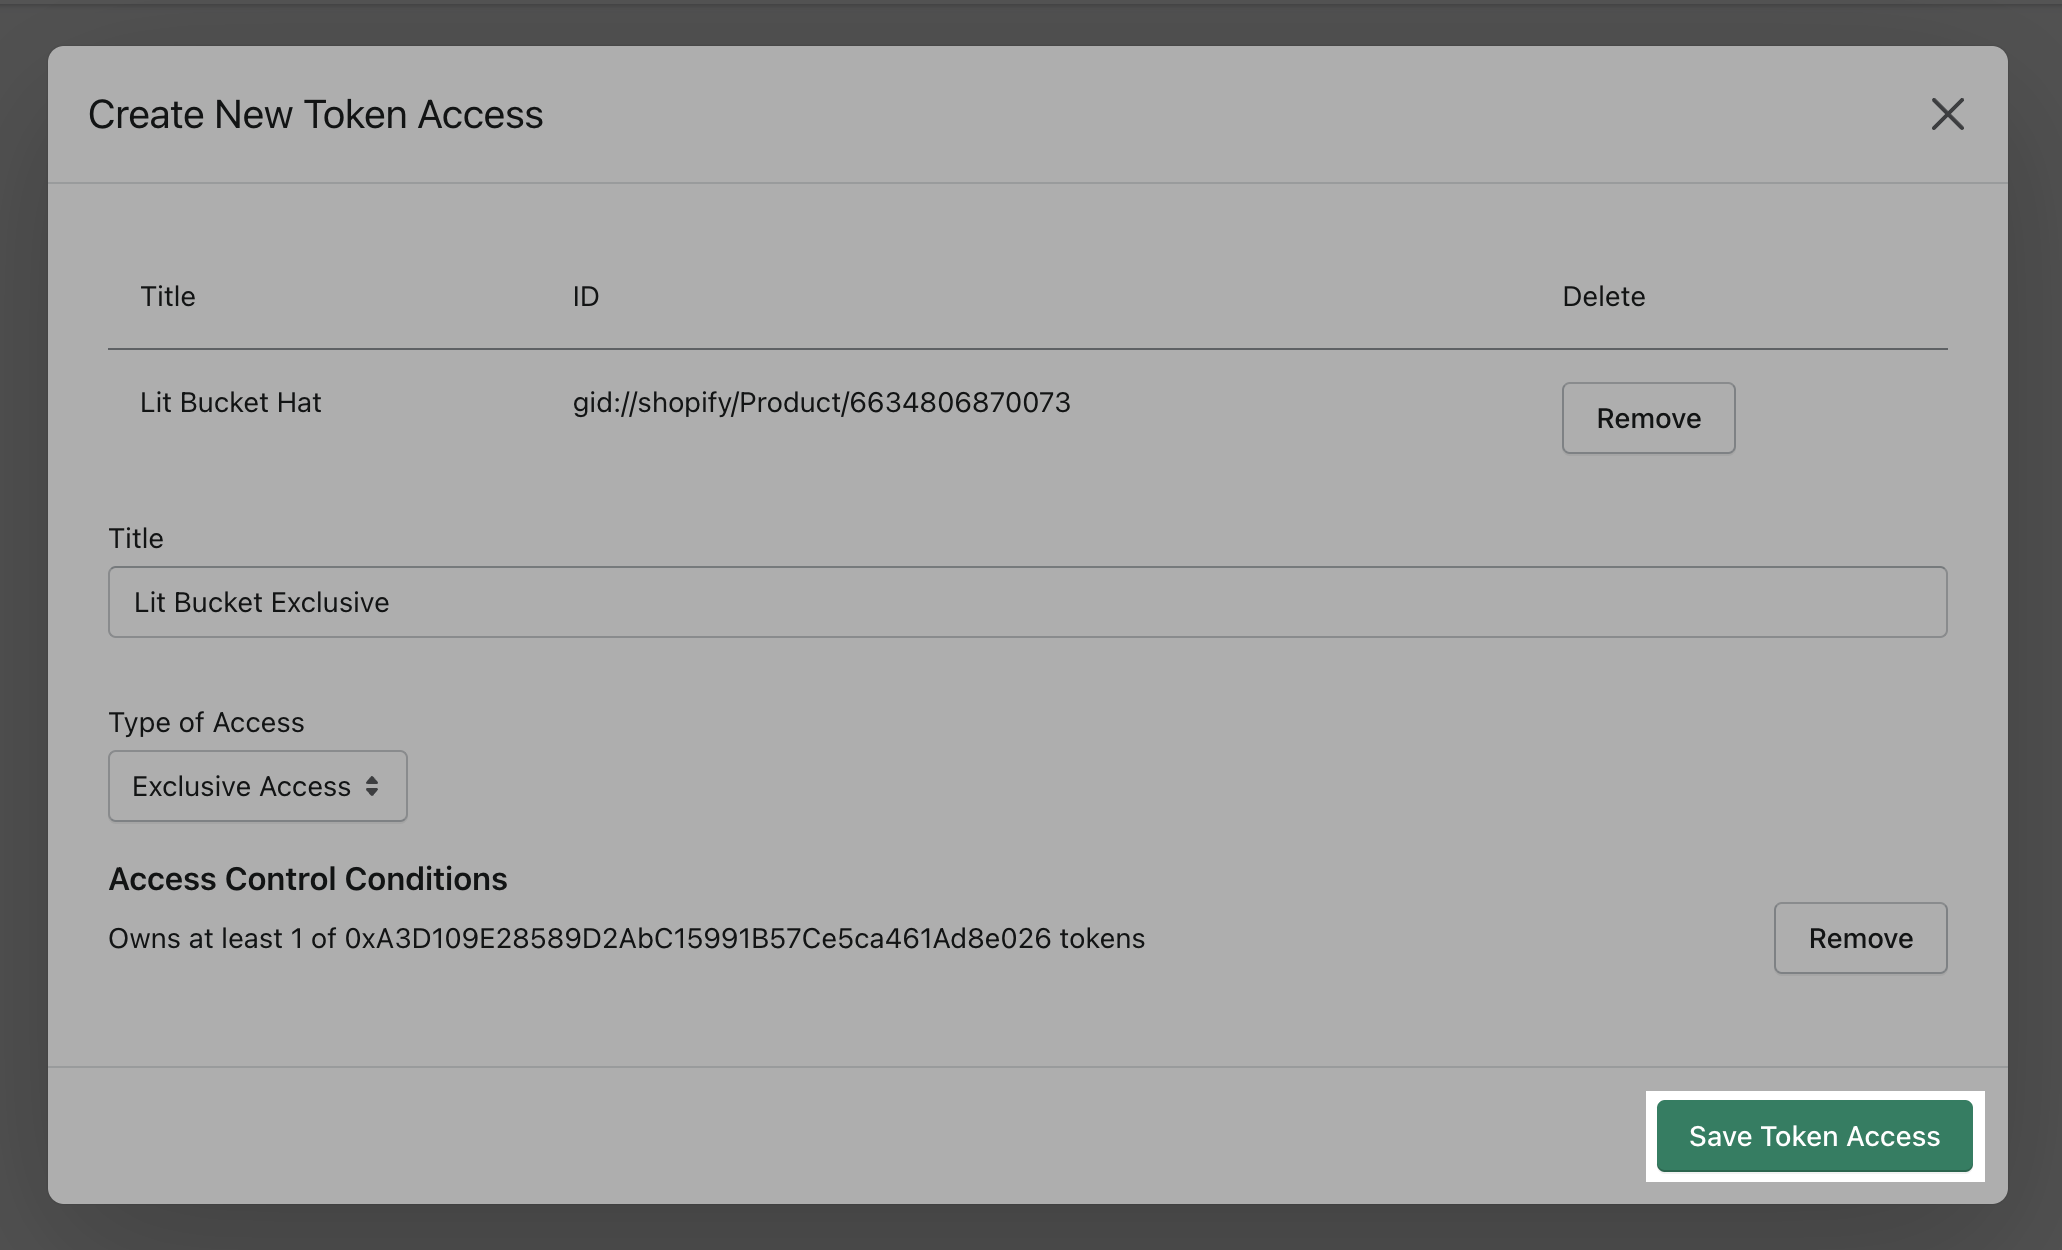 Create New Token Access
Title ID Delete
Lit Bucket Hat gid://shopify/Product/6634806870073 Remove
Title
Lit Bucket Exclusive
Type of Access
Exclusive Access
Access Control Conditions
Owns at least 1 of 0xA3D109E28589D2AbC15991B57Ce5ca461Ad8e026 tokens Remove
Save Token Access